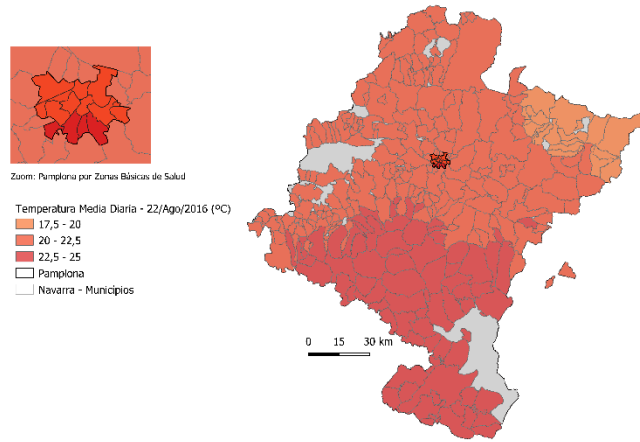 Zoom: Pamplona por Zonas Básicas de Salud
Temperatura Media Diaria - 22/Ago/2016 (ºC)
17,5 - 20
20 - 22,5
22,5 - 25
Pamplona
Navarra - Municipios
0 15 30 km